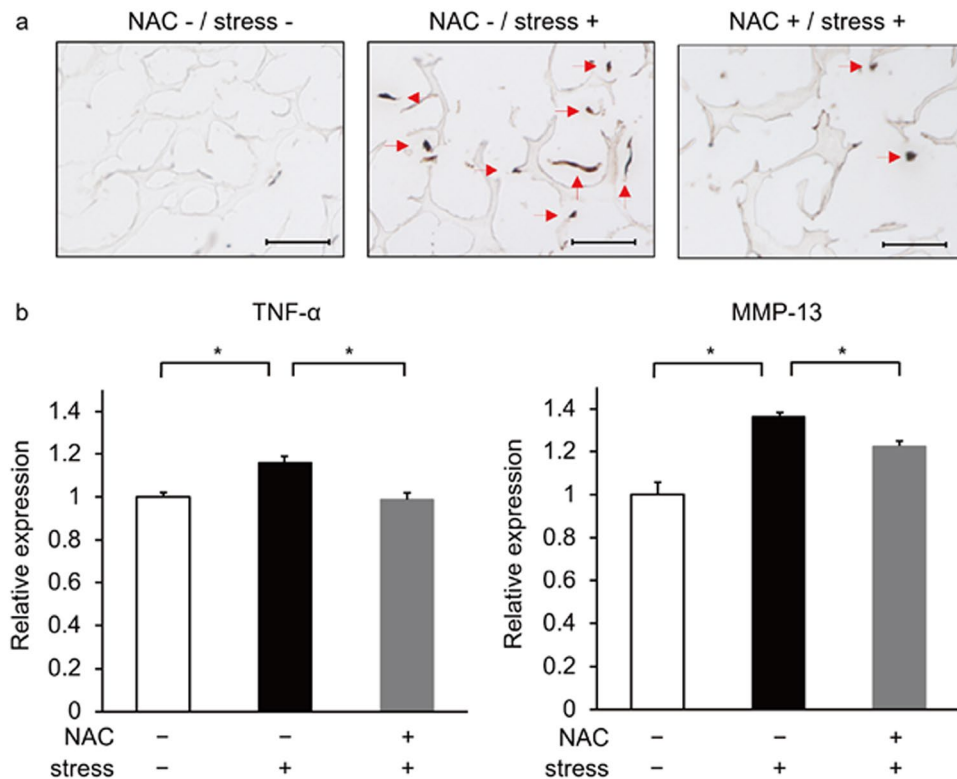 a
NAC - / stress -
NAC - / stress +
NAC + / stress +
b
TNF-α
*
*
Relative expression
1.4
1.2
1
0.8
0.6
0.4
0.2
0
NAC − − +
stress − + +
MMP-13
*
*
Relative expression
1.4
1.2
1
0.8
0.6
0.4
0.2
0
NAC − − +
stress − + +